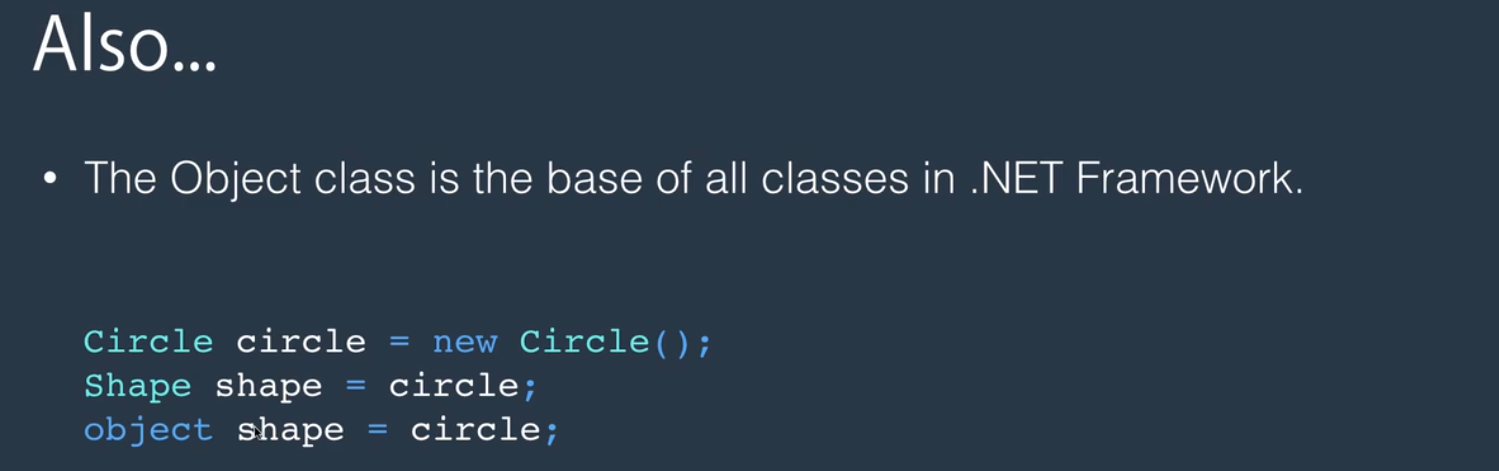 Also...
• The Object class is the base of all classes in .NET Framework.
Circle circle = new Circle();
Shape shape = circle;
object shape = circle;